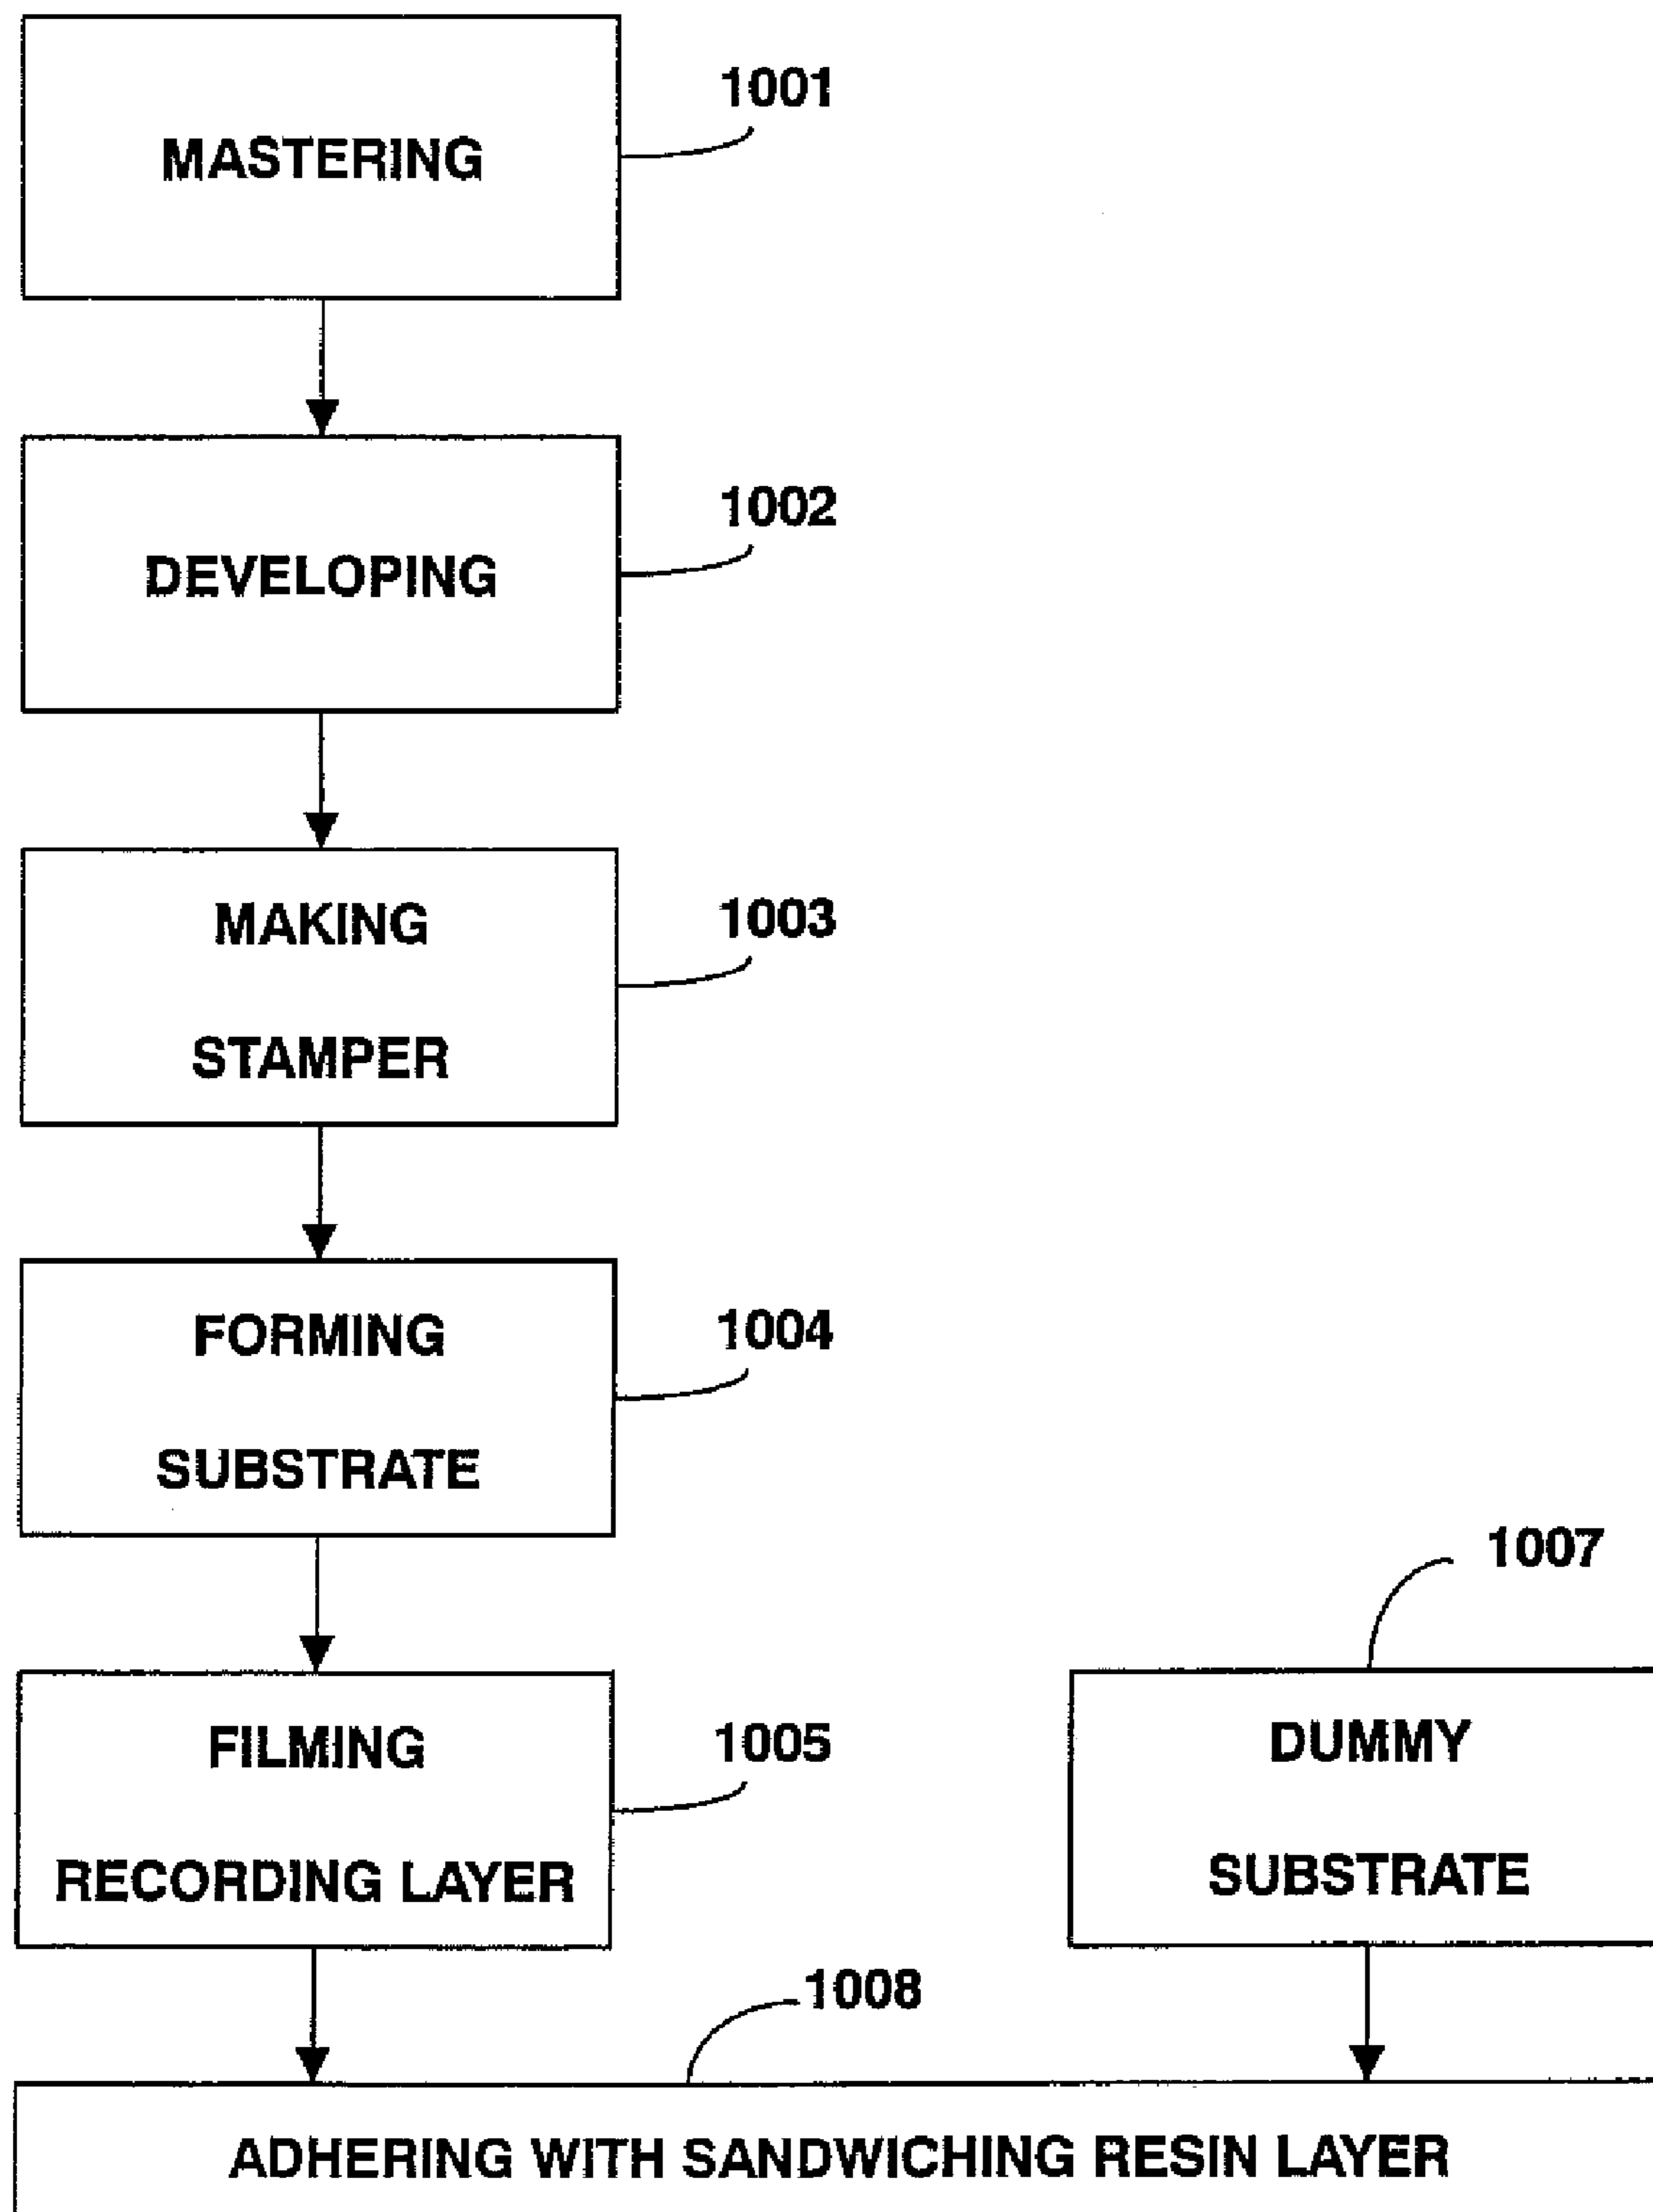 MASTERING
1001
DEVELOPING
1002
MAKING
STAMPER
1003
FORMING
SUBSTRATE
1004
FILMING
RECORDING LAYER
1005
DUMMY
SUBSTRATE
1007
1008
ADHERING WITH SANDWICHING RESIN LAYER